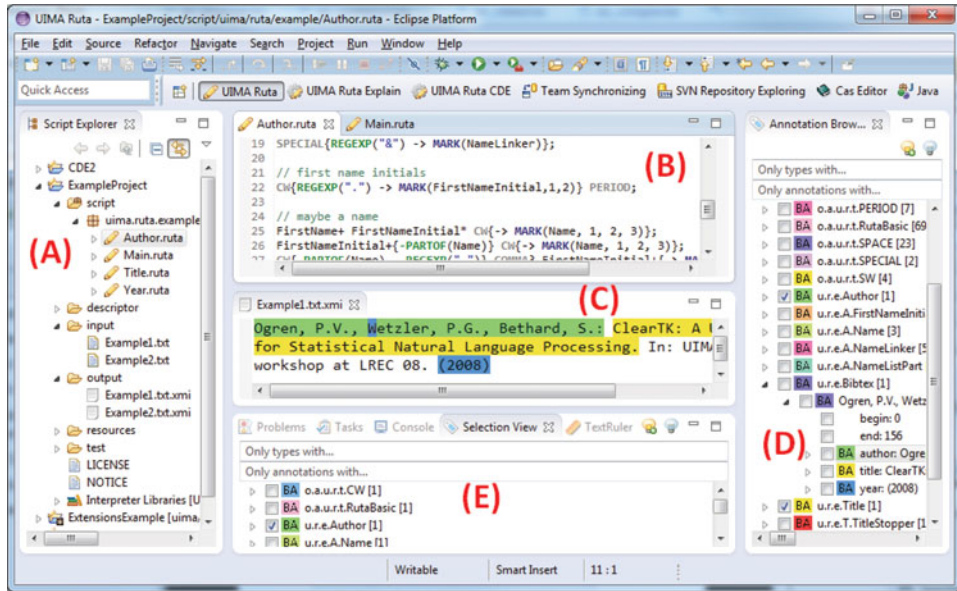 UIMA Ruta - ExampleProject/script/uima/ruta/example/Author.ruta - Eclipse Platform
File Edit Source Refactor Navigate Search Project Run Window Help
Quick Access UIMA Ruta UIMA Ruta Explain UIMA Ruta CDE Team Synchronizing SVN Repository Exploring Cas Editor Java
Script Explorer
CDE2
ExampleProject
script
uima.ruta.example
(A)
Author.ruta
Main.ruta
Title.ruta
Year.ruta
descriptor
input
Example1.txt
Example2.txt
output
Example1.txt.xmi
Example2.txt.xmi
resources
test
LICENSE
NOTICE
Interpreter Libraries [U
ExtensionsExample [uima,
Author.ruta Main.ruta
(B)
19 SPECIAL{REGEXP("&") -> MARK(NameLinker)};
20
21 // first name initials
22 CW{REGEXP(".") -> MARK(FirstNameInitial,1,2)} PERIOD;
23
24 // maybe a name
25 FirstName+ FirstNameInitial* CW{-> MARK(Name, 1, 2, 3)};
26 FirstNameInitial+{-PARTOF(Name)} CW{-> MARK(Name, 1, 2, 3)};
Example1.txt.xmi
(C)
Ogren, P.V., Wetzler, P.G., Bethard, S.: ClearTK: A U
for Statistical Natural Language Processing. In: UIMA
workshop at LREC 08. (2008)
Problems Tasks Console Selection View TextRuler
Only types with...
Only annotations with...
(E)
BA o.a.u.r.t.CW [1]
BA o.a.u.r.t.RutaBasic [1]
BA u.r.e.Author [1]
BA u.r.e.A.Name [1]
Annotation Brow...
Only types with...
Only annotations with...
BA o.a.u.r.t.PERIOD [7]
BA o.a.u.r.t.RutaBasic [69
BA o.a.u.r.t.SPACE [23]
BA o.a.u.r.t.SPECIAL [2]
BA o.a.u.r.t.SW [4]
BA u.r.e.Author [1]
BA u.r.e.A.FirstNameIniti
BA u.r.e.A.Name [3]
BA u.r.e.A.NameLinker [5
BA u.r.e.A.NameListPart
BA u.r.e.Bibtex [1]
BA Ogren, P.V., Wetz
begin: 0
end: 156
(D)
BA author: Ogre
BA title: ClearTK
BA year: (2008)
BA u.r.e.Title [1]
BA u.r.e.T.TitleStopper [1
Writable Smart Insert 11 : 1